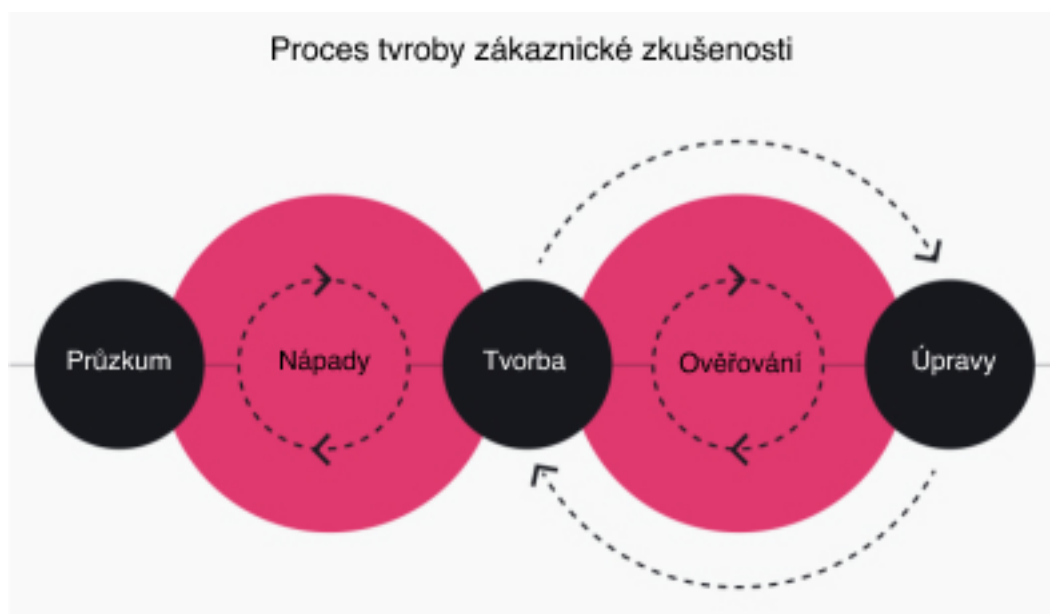 Proces tvroby zákaznické zkušenosti
Průzkum
Nápady
Tvorba
Ověřování
Úpravy